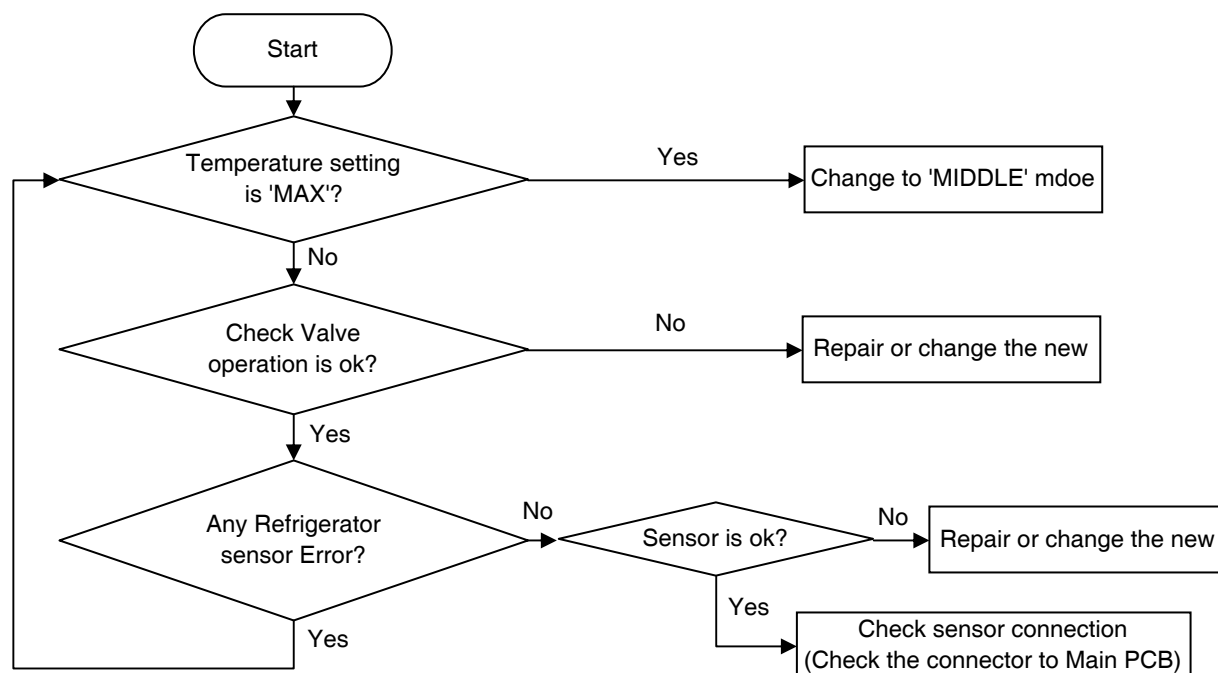 Start
Temperature setting
is 'MAX'?
Yes
Change to 'MIDDLE' mdoe
No
Check Valve
operation is ok?
No
Repair or change the new
Yes
Any Refrigerator
sensor Error?
No
Sensor is ok?
No
Repair or change the new
Yes
Yes
Check sensor connection
(Check the connector to Main PCB)